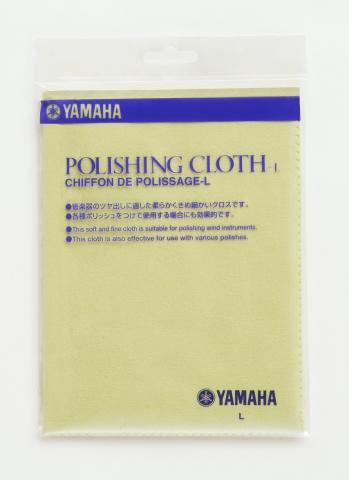 YAMAHA
POLISHING CLOTH-L
CHIFFON DE POLISSAGE-L
●管楽器のツヤ出しに適した柔らかくきめ細かいクロスです。
●各種ポリッシュをつけて使用する場合にも効果的です。
●This soft and fine cloth is suitable for polishing wind instruments.
●This cloth is also effective for use with various polishes.
YAMAHA
L